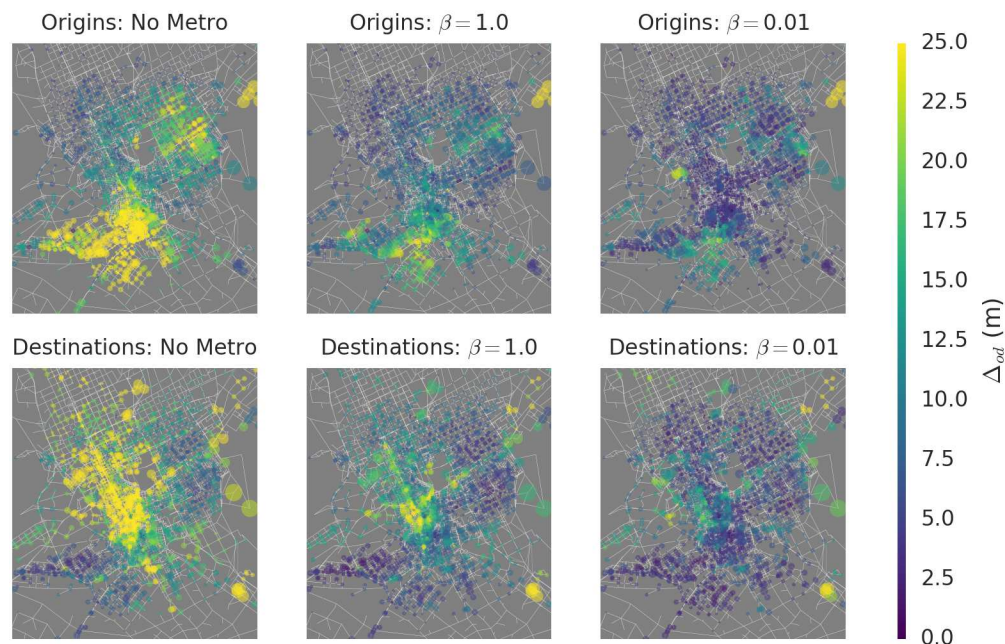 Origins: No Metro
Origins: β = 1.0
Origins: β = 0.01
Destinations: No Metro
Destinations: β = 1.0
Destinations: β = 0.01
25.0
22.5
20.0
17.5
15.0
12.5
10.0
7.5
5.0
2.5
0.0
Δod (m)